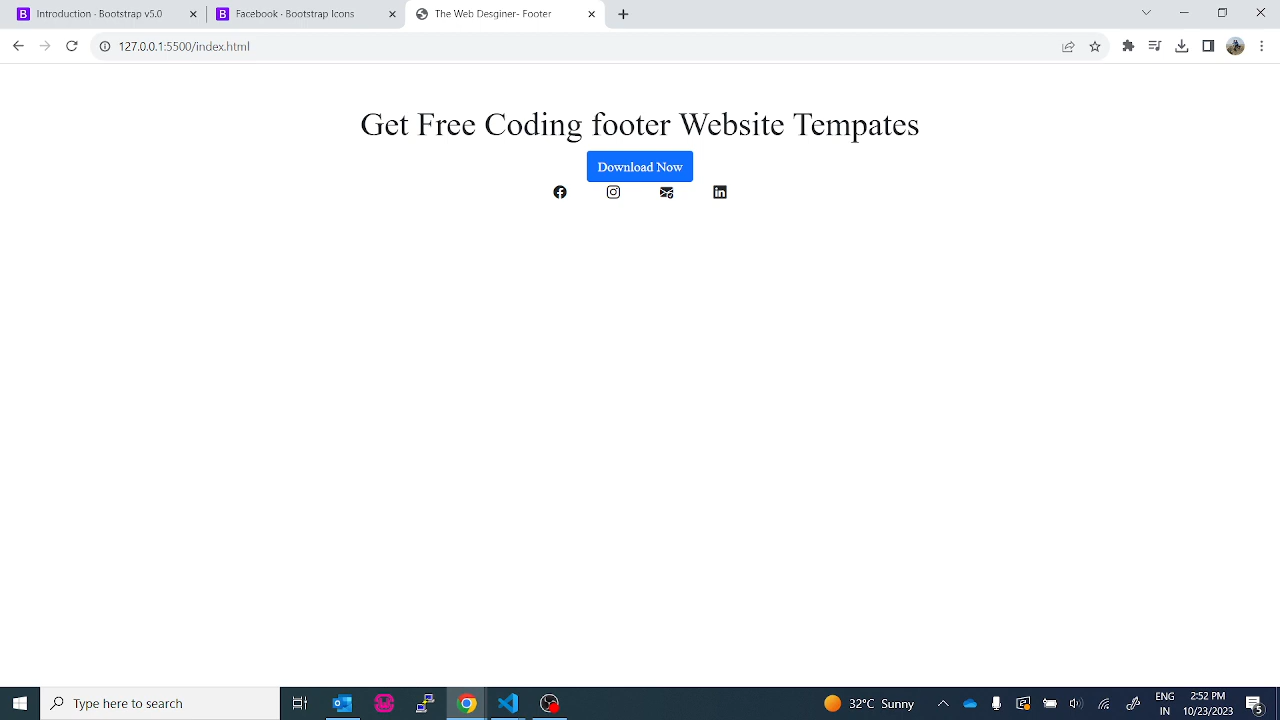 Introduction - Bootstrap v5.0
Facebook - Bootstrap Icons
The Web Desginer- Footer
127.0.0.1:5500/index.html
Get Free Coding footer Website Tempates
Download Now
Type here to search
32°C Sunny
ENG
IN
2:52 PM
10/23/2023